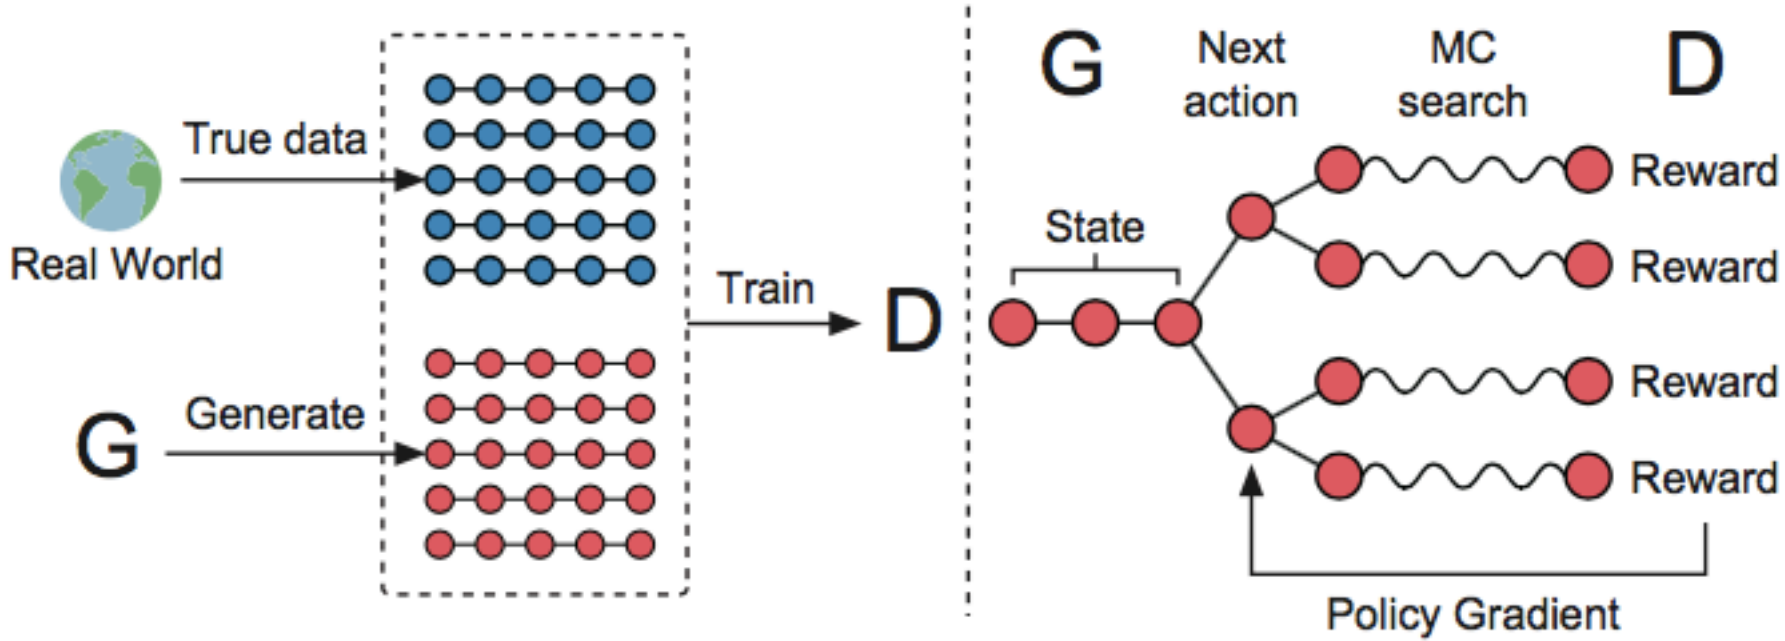 True data
Real World
G
Generate
Train
D
G
Next
action
MC
search
D
State
Reward
Reward
Reward
Reward
Policy Gradient